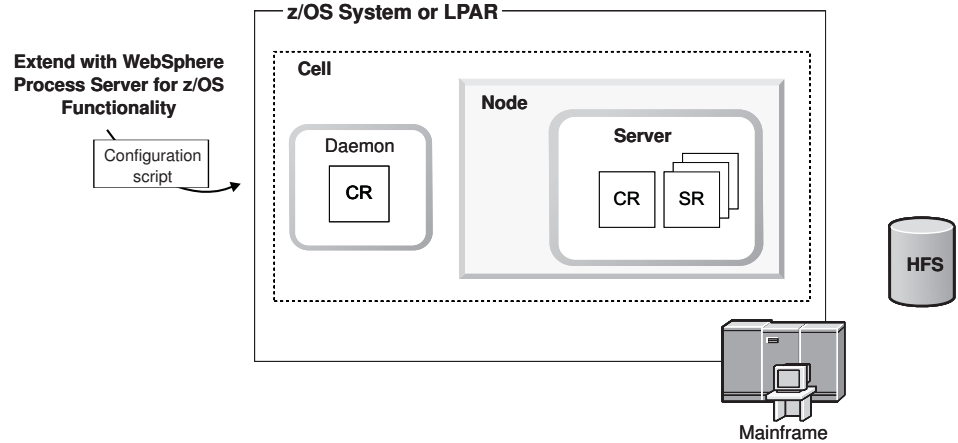 z/OS System or LPAR
Extend with WebSphere
Process Server for z/OS
Functionality
Configuration
script
Cell
Daemon
CR
Node
Server
CR
SR
HFS
Mainframe